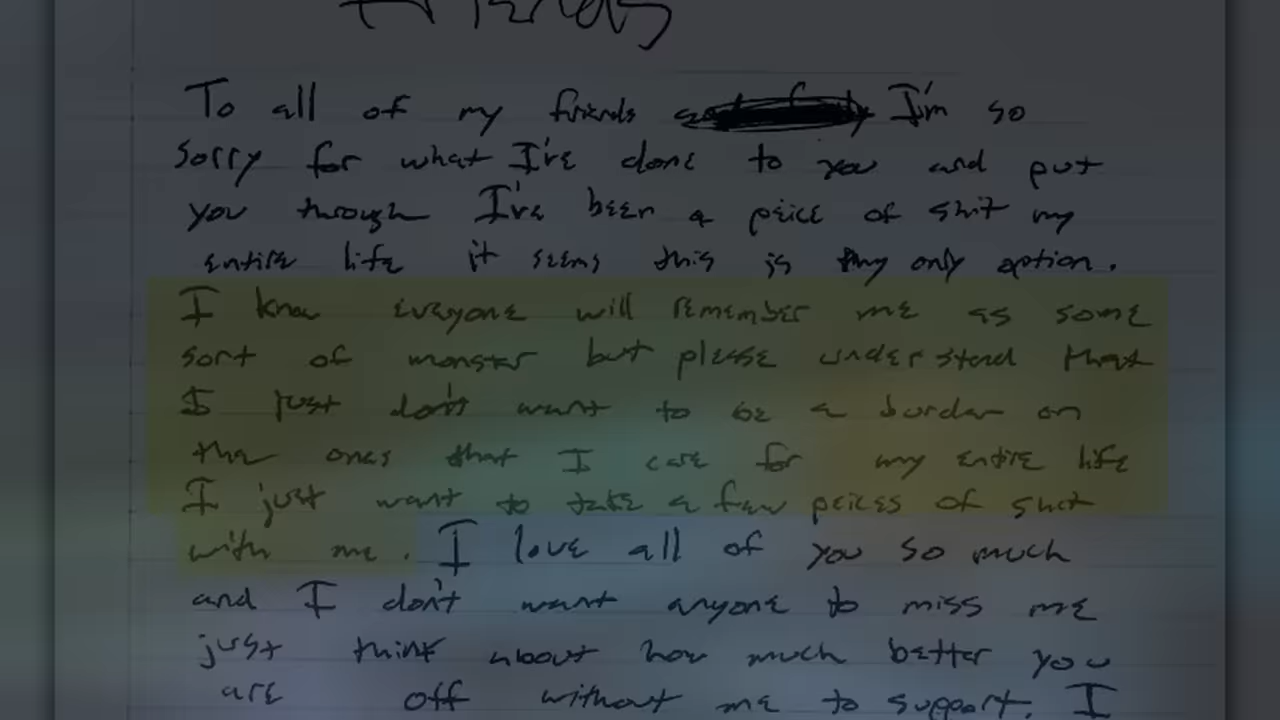 Friends
To all of my friends I'm so
sorry for what I've done to you and put
you through I've been a peice of shit my
entire life it seems this is my only option.
I know everyone will remember me as some
sort of monster but please understand that
I just don't want to be a burdan on
the ones that I care for my entire life
I just want to take a few peices of shit
with me. I love all of you so much
and I don't want anyone to miss me
just think about how much better you
are off without me to support. I